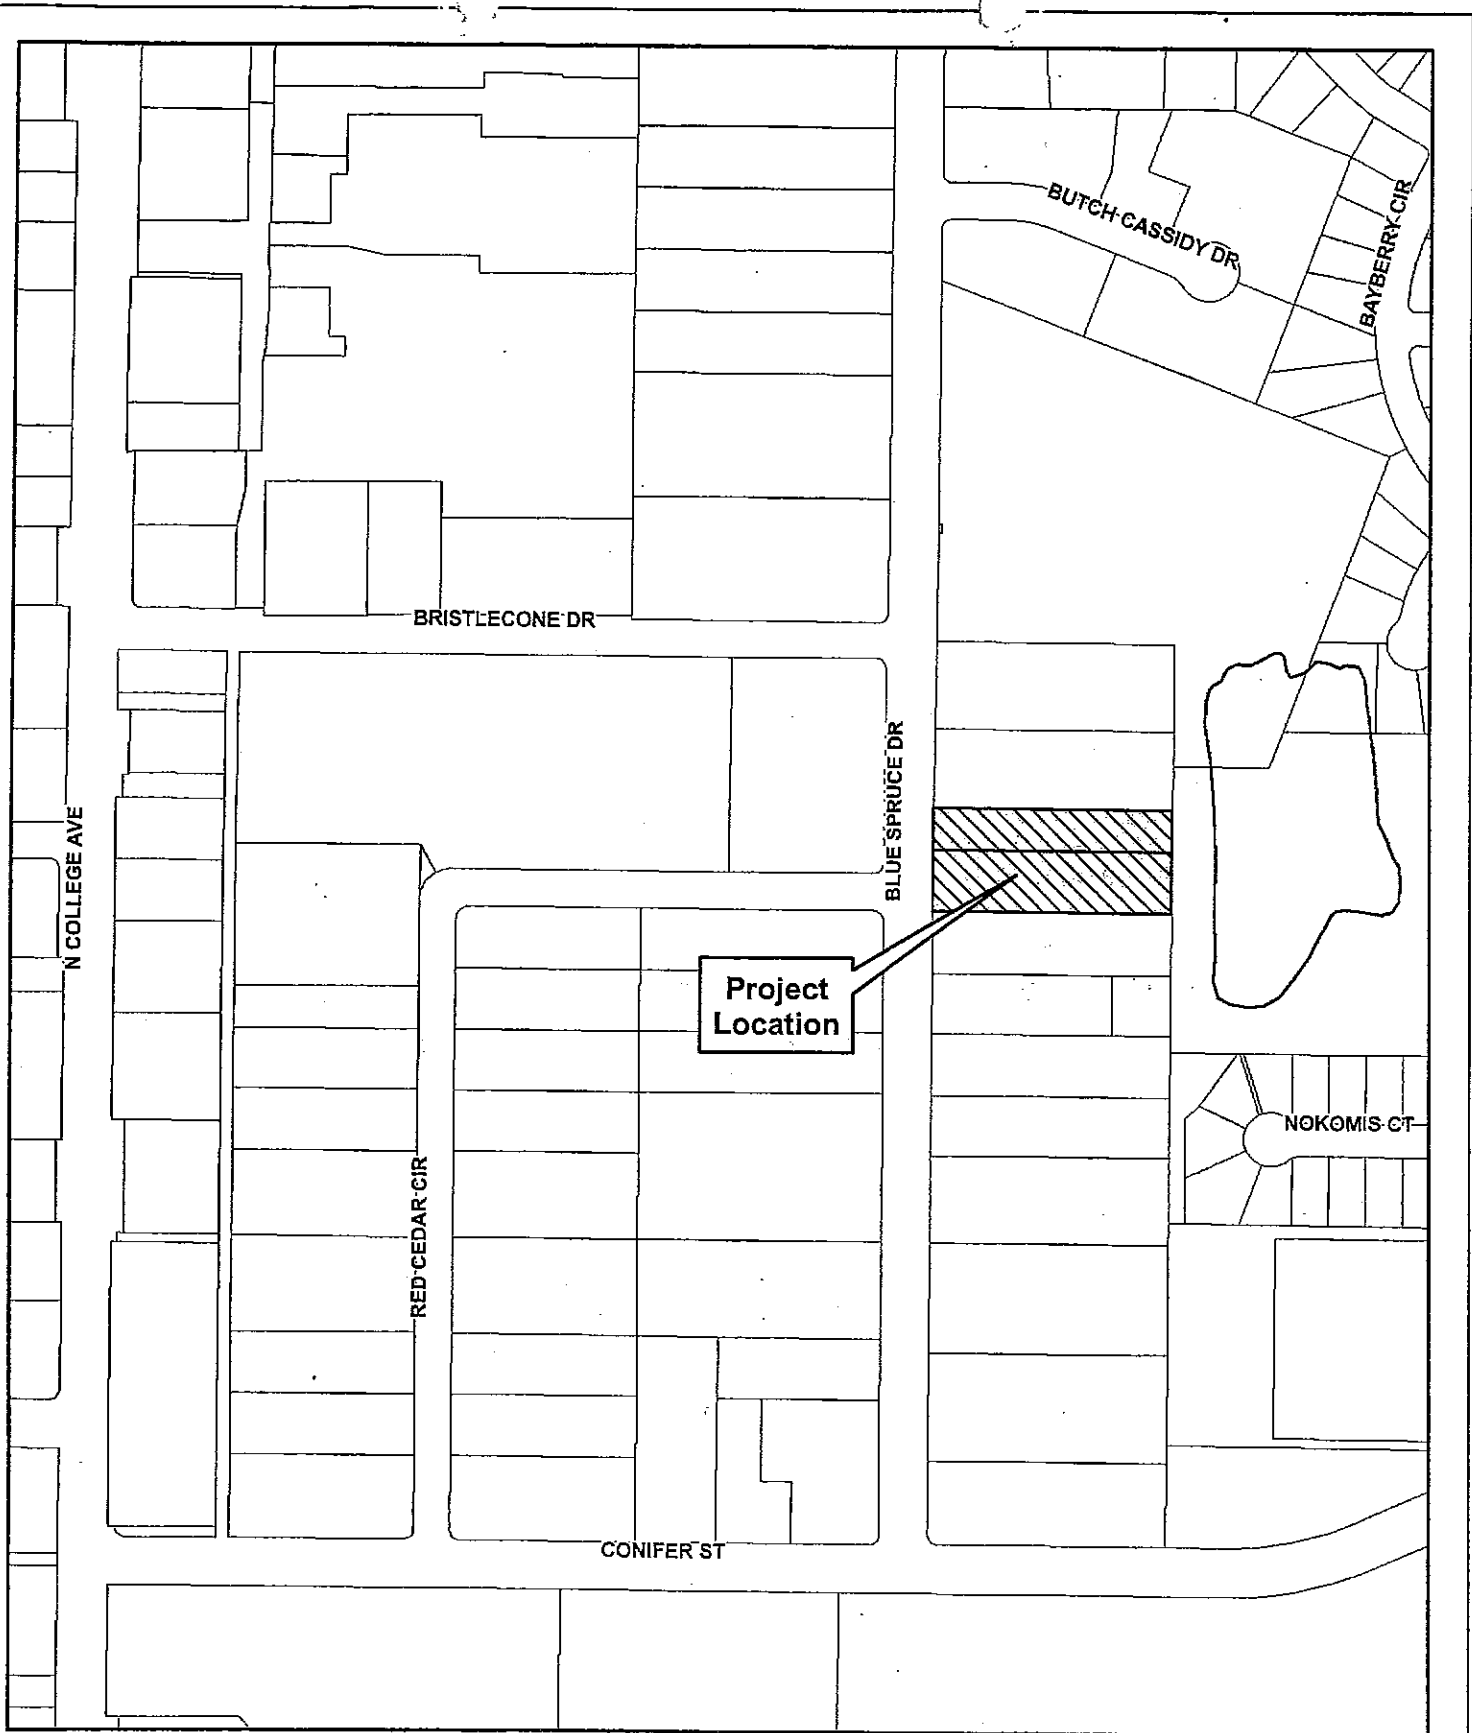 BUTCH CASSIDY DR
BAYBERRY CIR
BRISTLECONE DR
BLUE SPRUCE DR
N COLLEGE AVE
Project
Location
NOKOMIS CT
RED CEDAR CIR
CONIFER ST